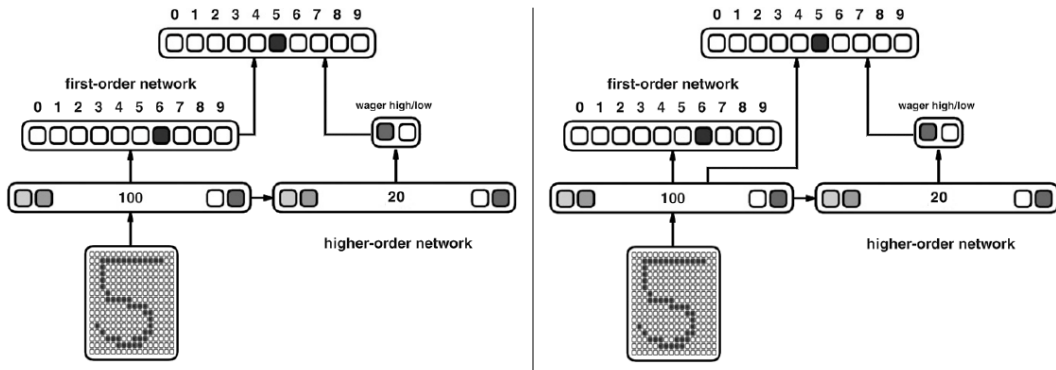 0 1 2 3 4 5 6 7 8 9
first-order network
0 1 2 3 4 5 6 7 8 9
wager high/low
100
20
higher-order network
0 1 2 3 4 5 6 7 8 9
first-order network
0 1 2 3 4 5 6 7 8 9
wager high/low
100
20
higher-order network